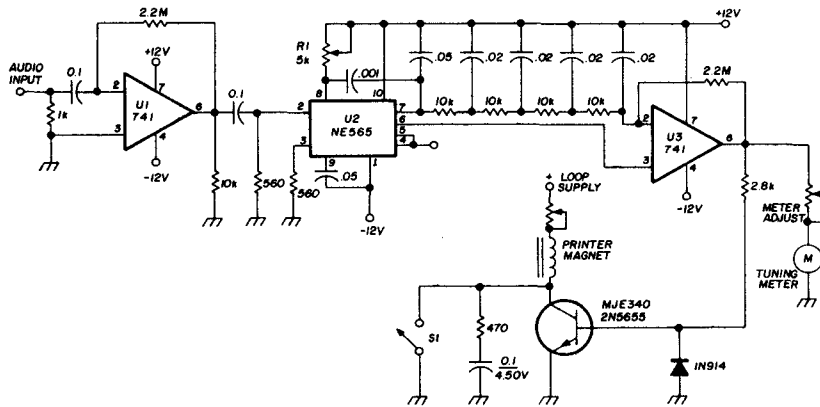 2.2M
+12V
AUDIO
INPUT
0.1
2
7
U1
741
6
3
4
1k
-12V
10k
0.1
560
R1
5k
.001
8
10
2
U2
NE565
7
6
5
4
3
9
1
560
.05
-12V
.05
.02
.02
.02
.02
10k
10k
10k
10k
+12V
2.2M
2
7
U3
741
6
3
4
-12V
2.8k
METER
ADJUST
M
TUNING
METER
+
LOOP
SUPPLY
PRINTER
MAGNET
MJE340
2N5655
S1
470
0.1
4.50V
1N914